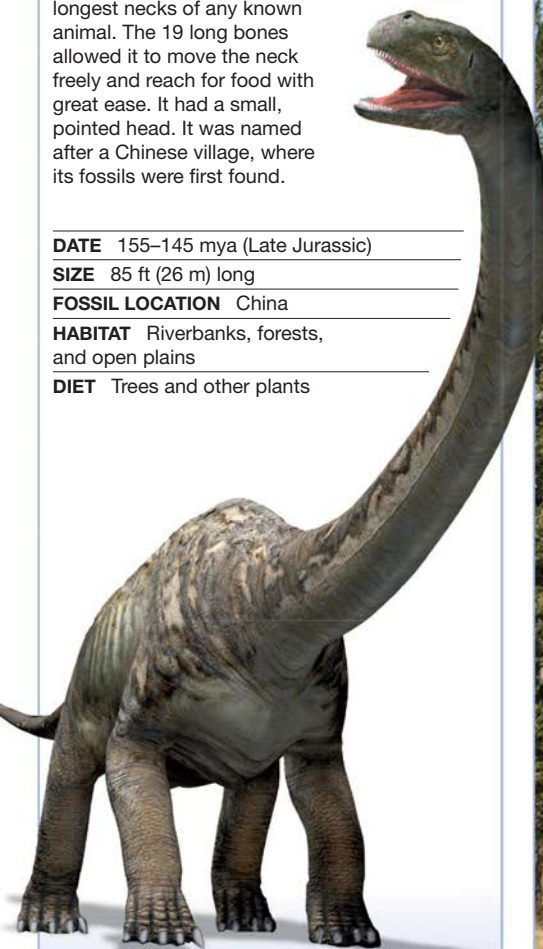 longest necks of any known
animal. The 19 long bones
allowed it to move the neck
freely and reach for food with
great ease. It had a small,
pointed head. It was named
after a Chinese village, where
its fossils were first found.
DATE 155–145 mya (Late Jurassic)
SIZE 85 ft (26 m) long
FOSSIL LOCATION China
HABITAT Riverbanks, forests,
and open plains
DIET Trees and other plants